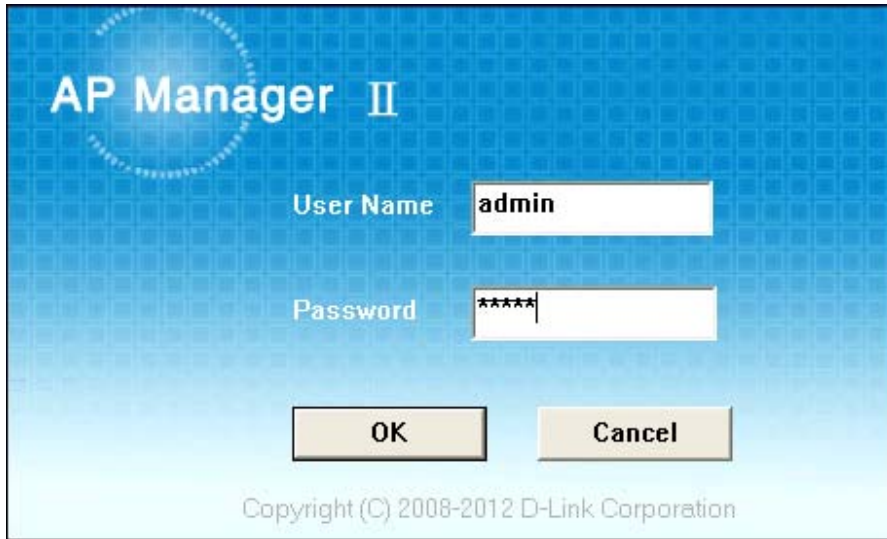 AP Manager II
User Name admin
Password *****
OK Cancel
Copyright (C) 2008-2012 D-Link Corporation